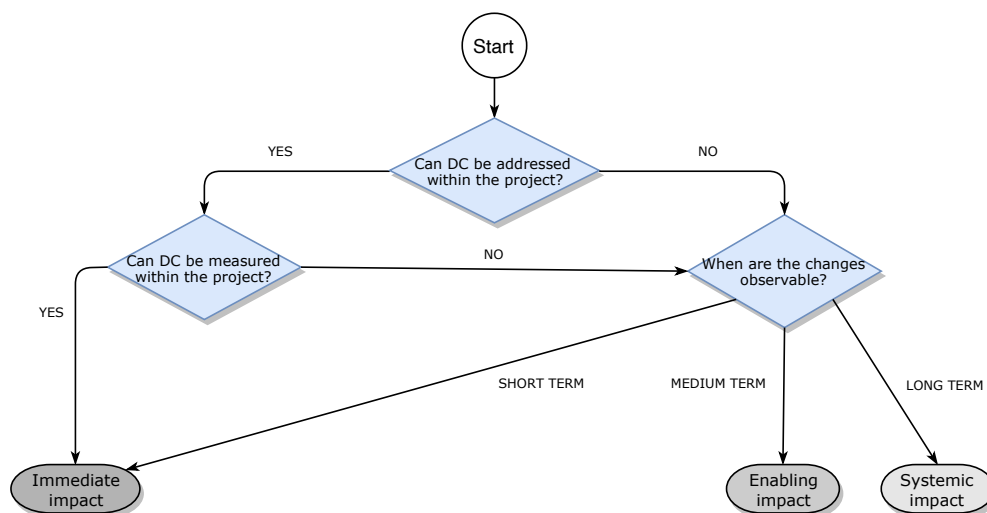 Start
YES
NO
Can DC be addressed
within the project?
Can DC be measured
within the project?
NO
When are the changes
observable?
YES
SHORT TERM
MEDIUM TERM
LONG TERM
Immediate
impact
Enabling
impact
Systemic
impact